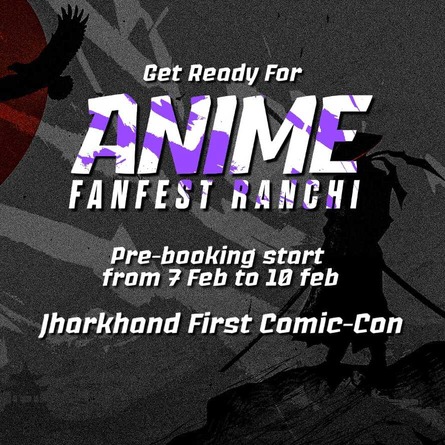 Get Ready For
ANIME
FANFEST RANCHI
Pre-booking start
from 7 Feb to 10 feb
Jharkhand First Comic-Con